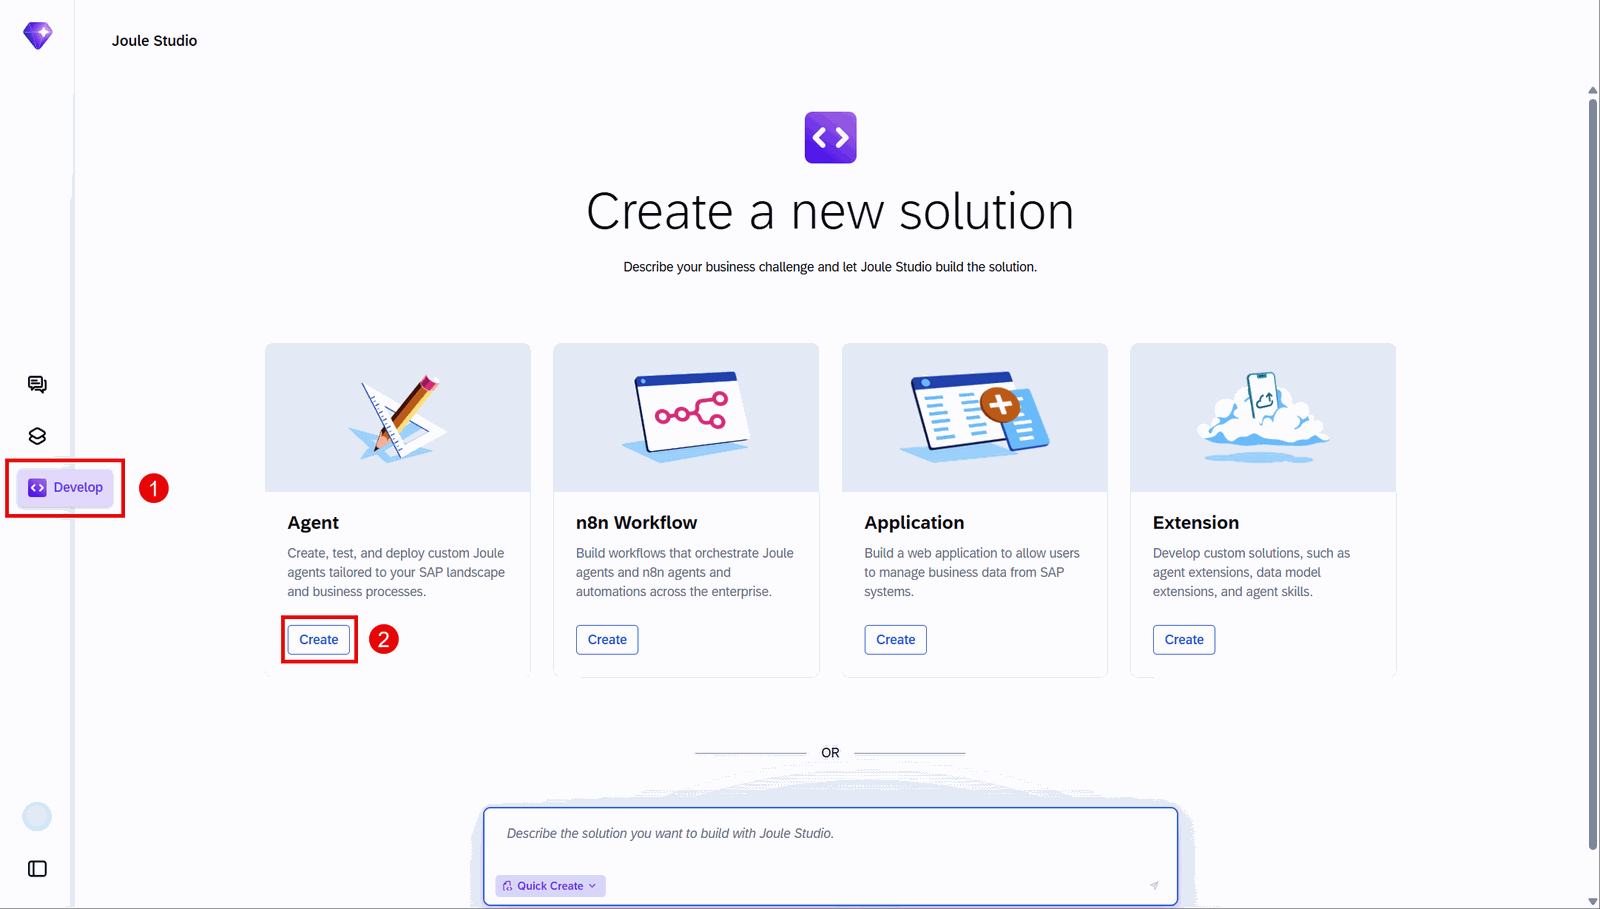 Joule Studio
Create a new solution
Describe your business challenge and let Joule Studio build the solution.
Develop
1
Agent
Create, test, and deploy custom Joule
agents tailored to your SAP landscape
and business processes.
Create
2
n8n Workflow
Build workflows that orchestrate Joule
agents and n8n agents and
automations across the enterprise.
Create
Application
Build a web application to allow users
to manage business data from SAP
systems.
Create
Extension
Develop custom solutions, such as
agent extensions, data model
extensions, and agent skills.
Create
OR
Describe the solution you want to build with Joule Studio.
Quick Create